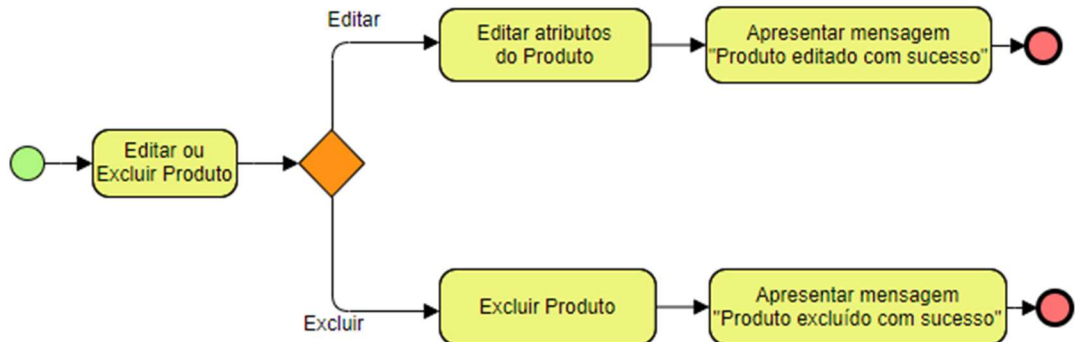 Editar
Editar atributos
do Produto
Apresentar mensagem
"Produto editado com sucesso"
Editar ou
Excluir Produto
Excluir
Excluir Produto
Apresentar mensagem
"Produto excluído com sucesso"